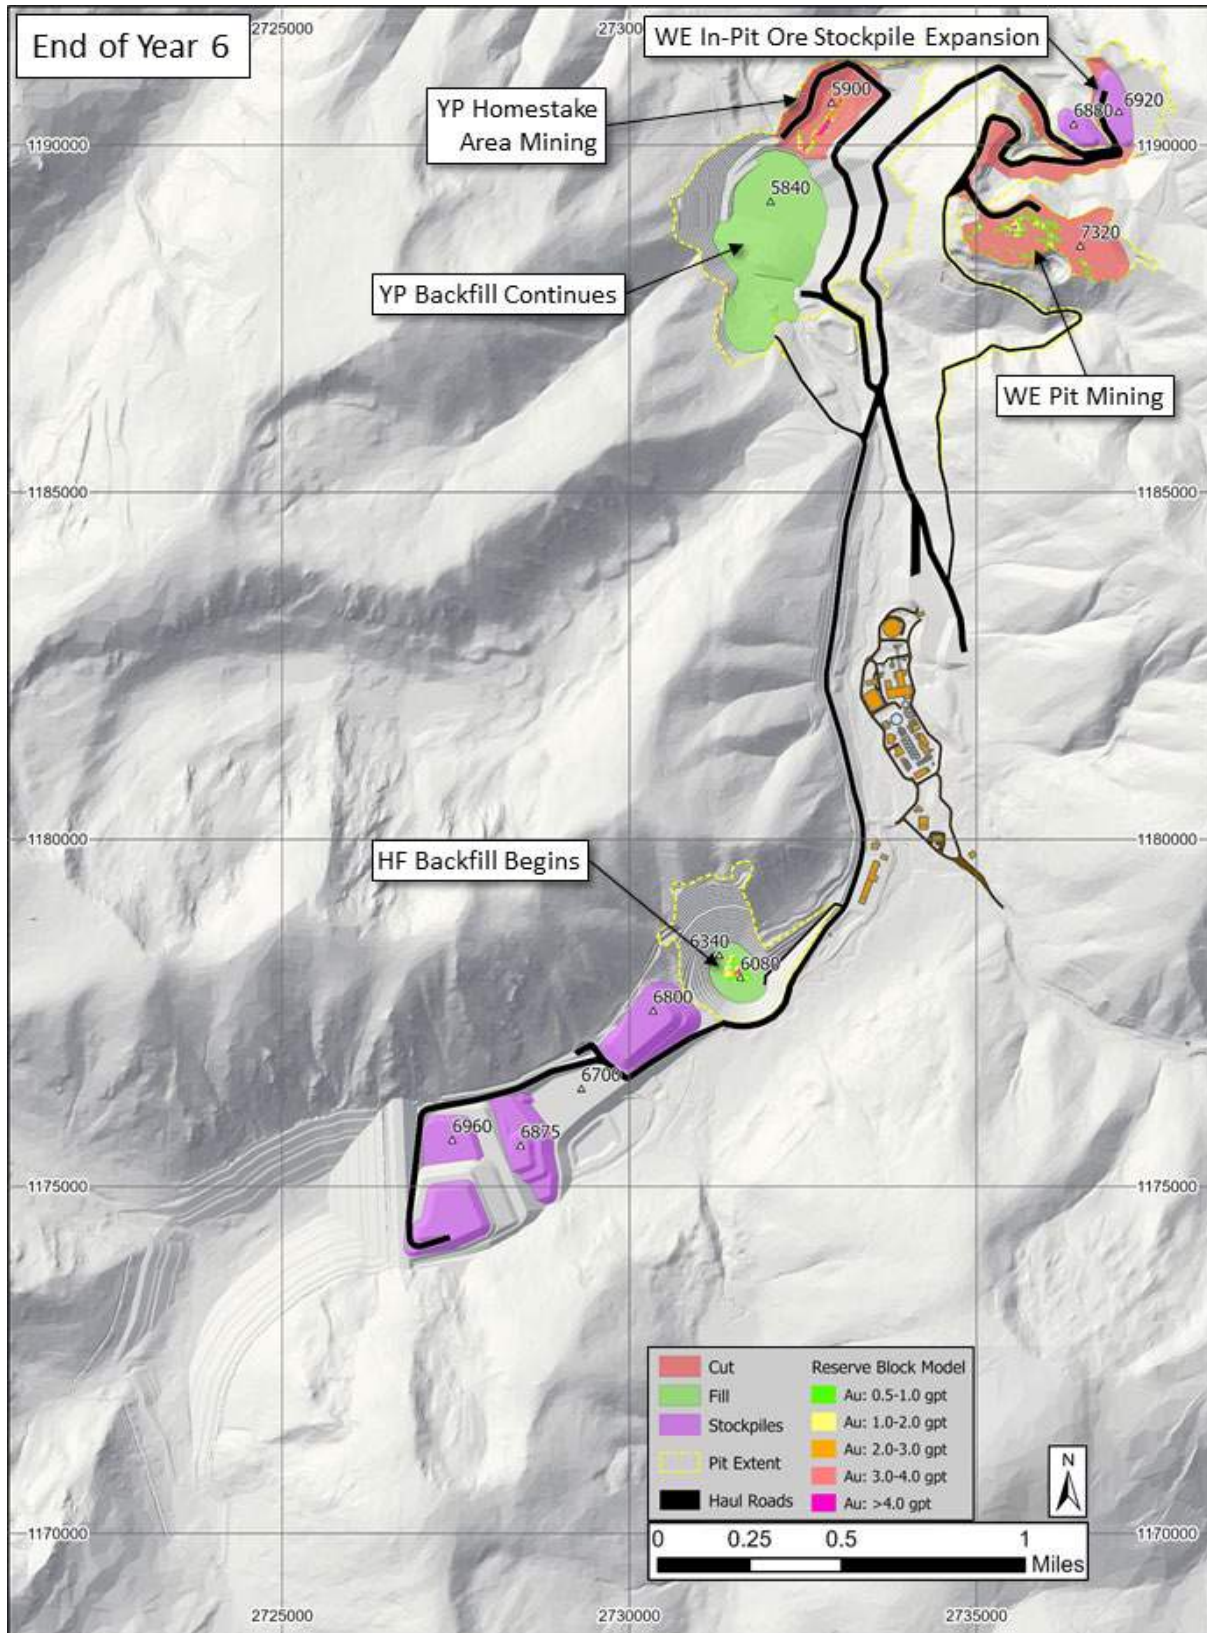 End of Year 6
2725000
2730000
WE In-Pit Ore Stockpile Expansion
YP Homestake
Area Mining
5900
6880
6920
1190000
1190000
5840
7320
YP Backfill Continues
WE Pit Mining
1185000
1185000
1180000
1180000
HF Backfill Begins
6340
6080
6800
6700
6960
6875
1175000
1175000
Cut
Fill
Stockpiles
Pit Extent
Haul Roads
Reserve Block Model
Au: 0.5-1.0 gpt
Au: 1.0-2.0 gpt
Au: 2.0-3.0 gpt
Au: 3.0-4.0 gpt
Au: >4.0 gpt
N
1170000
1170000
0 0.25 0.5 1
Miles
2725000
2730000
2735000